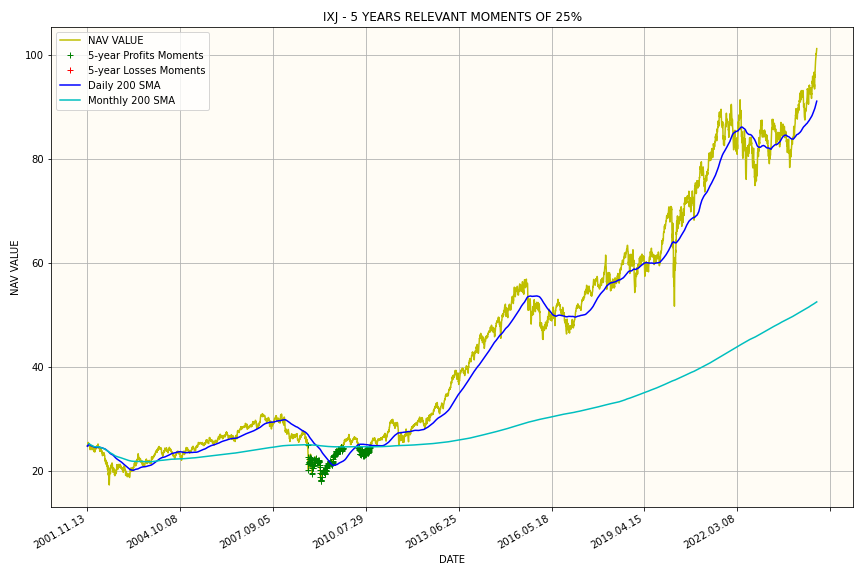 IXJ - 5 YEARS RELEVANT MOMENTS OF 25%
NAV VALUE
5-year Profits Moments
5-year Losses Moments
Daily 200 SMA
Monthly 200 SMA
NAV VALUE
100
80
60
40
20
2001.11.13
2004.10.08
2007.09.05
2010.07.29
2013.06.25
2016.05.18
2019.04.15
2022.03.08
DATE